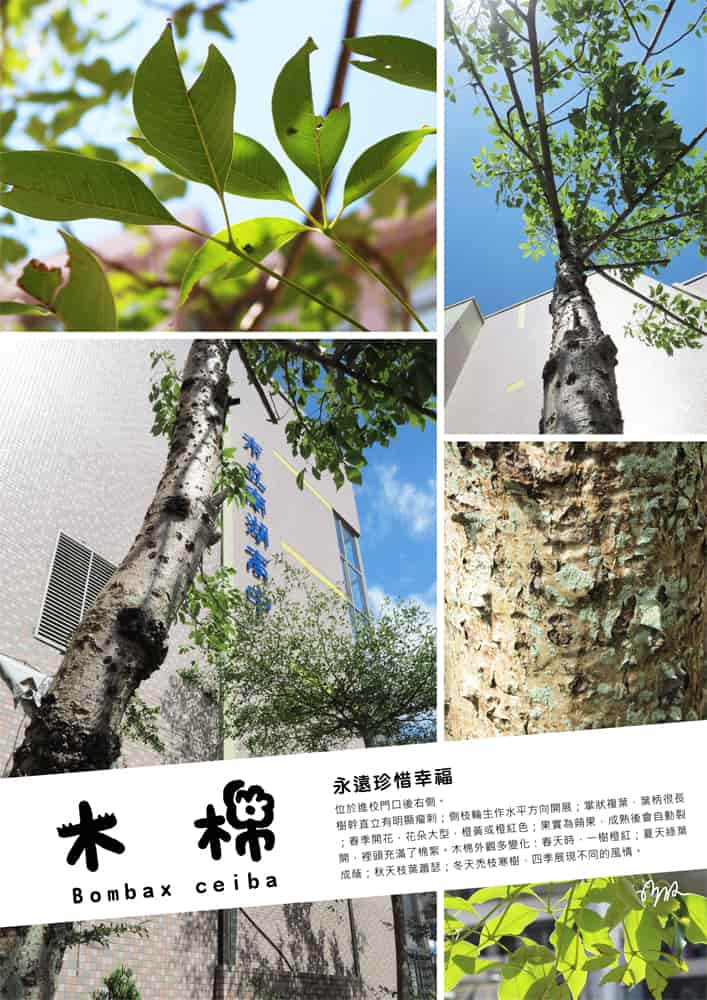 市立新湖高中
木棉
Bombax ceiba
永遠珍惜幸福
位於進校門口後右側。
樹幹直立有明顯瘤刺；側枝輪生作水平方向開展；掌狀複葉，葉柄很長
；春季開花，花朵大型，橙黃或橙紅色；果實為蒴果，成熟後會自動裂
開，裡頭充滿了棉絮。木棉外觀多變化：春天時，一樹橙紅；夏天綠葉
成蔭；秋天枝葉蕭瑟；冬天禿枝寒樹，四季展現不同的風情。